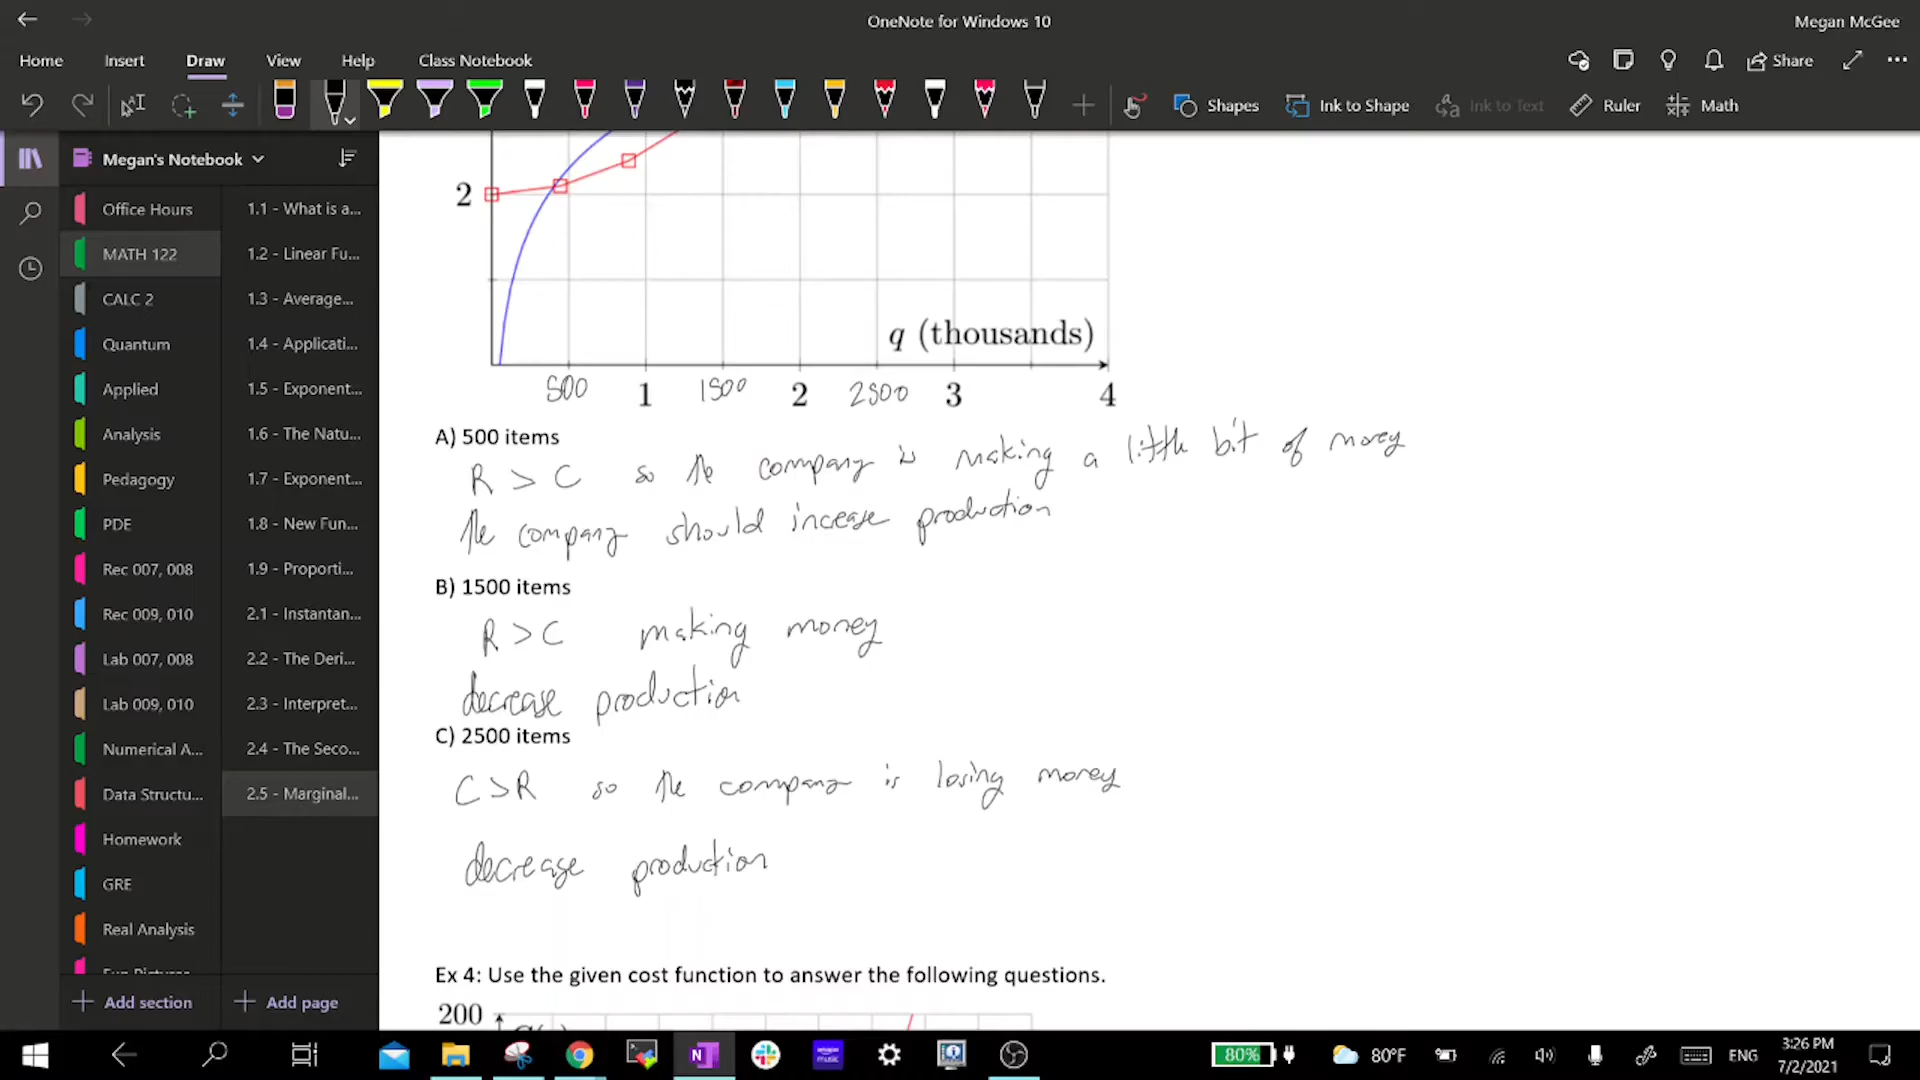 OneNote for Windows 10
Megan McGee
Home Insert Draw View Help Class Notebook
Share
Shapes Ink to Shape Ink to Text Ruler Math
Megan's Notebook
Office Hours
MATH 122
CALC 2
Quantum
Applied
Analysis
Pedagogy
PDE
Rec 007, 008
Rec 009, 010
Lab 007, 008
Lab 009, 010
Numerical A...
Data Structu...
Homework
GRE
Real Analysis
Add section
1.1 - What is a...
1.2 - Linear Fu...
1.3 - Average...
1.4 - Applicati...
1.5 - Exponent...
1.6 - The Natu...
1.7 - Exponent...
1.8 - New Fun...
1.9 - Proporti...
2.1 - Instantan...
2.2 - The Deri...
2.3 - Interpret...
2.4 - The Seco...
2.5 - Marginal...
Add page
2
q (thousands)
500 1 1500 2 2500 3 4
A) 500 items
R > C so the company is making a little bit of money
the company should increase production
B) 1500 items
R > C making money
decrease production
C) 2500 items
C > R so the company is losing money
decrease production
Ex 4: Use the given cost function to answer the following questions.
200
80%
80°F
ENG
3:26 PM
7/2/2021